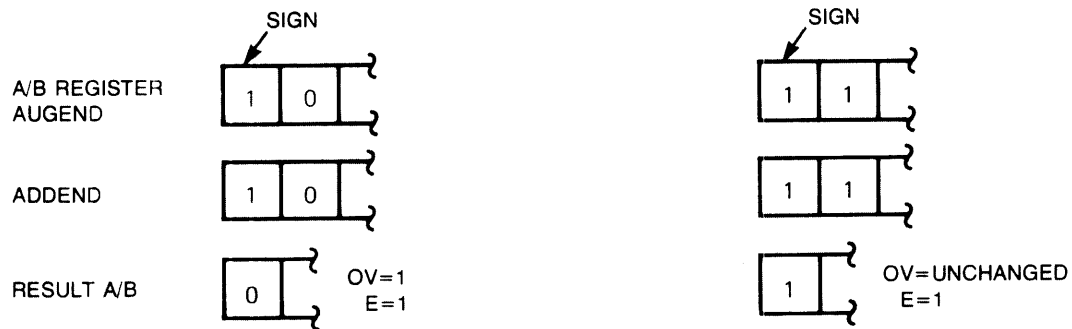 SIGN SIGN
A/B REGISTER
AUGEND
1 0 1 1
ADDEND 1 0 1 1
RESULT A/B 0 OV=1 1 OV=UNCHANGED
E=1 E=1